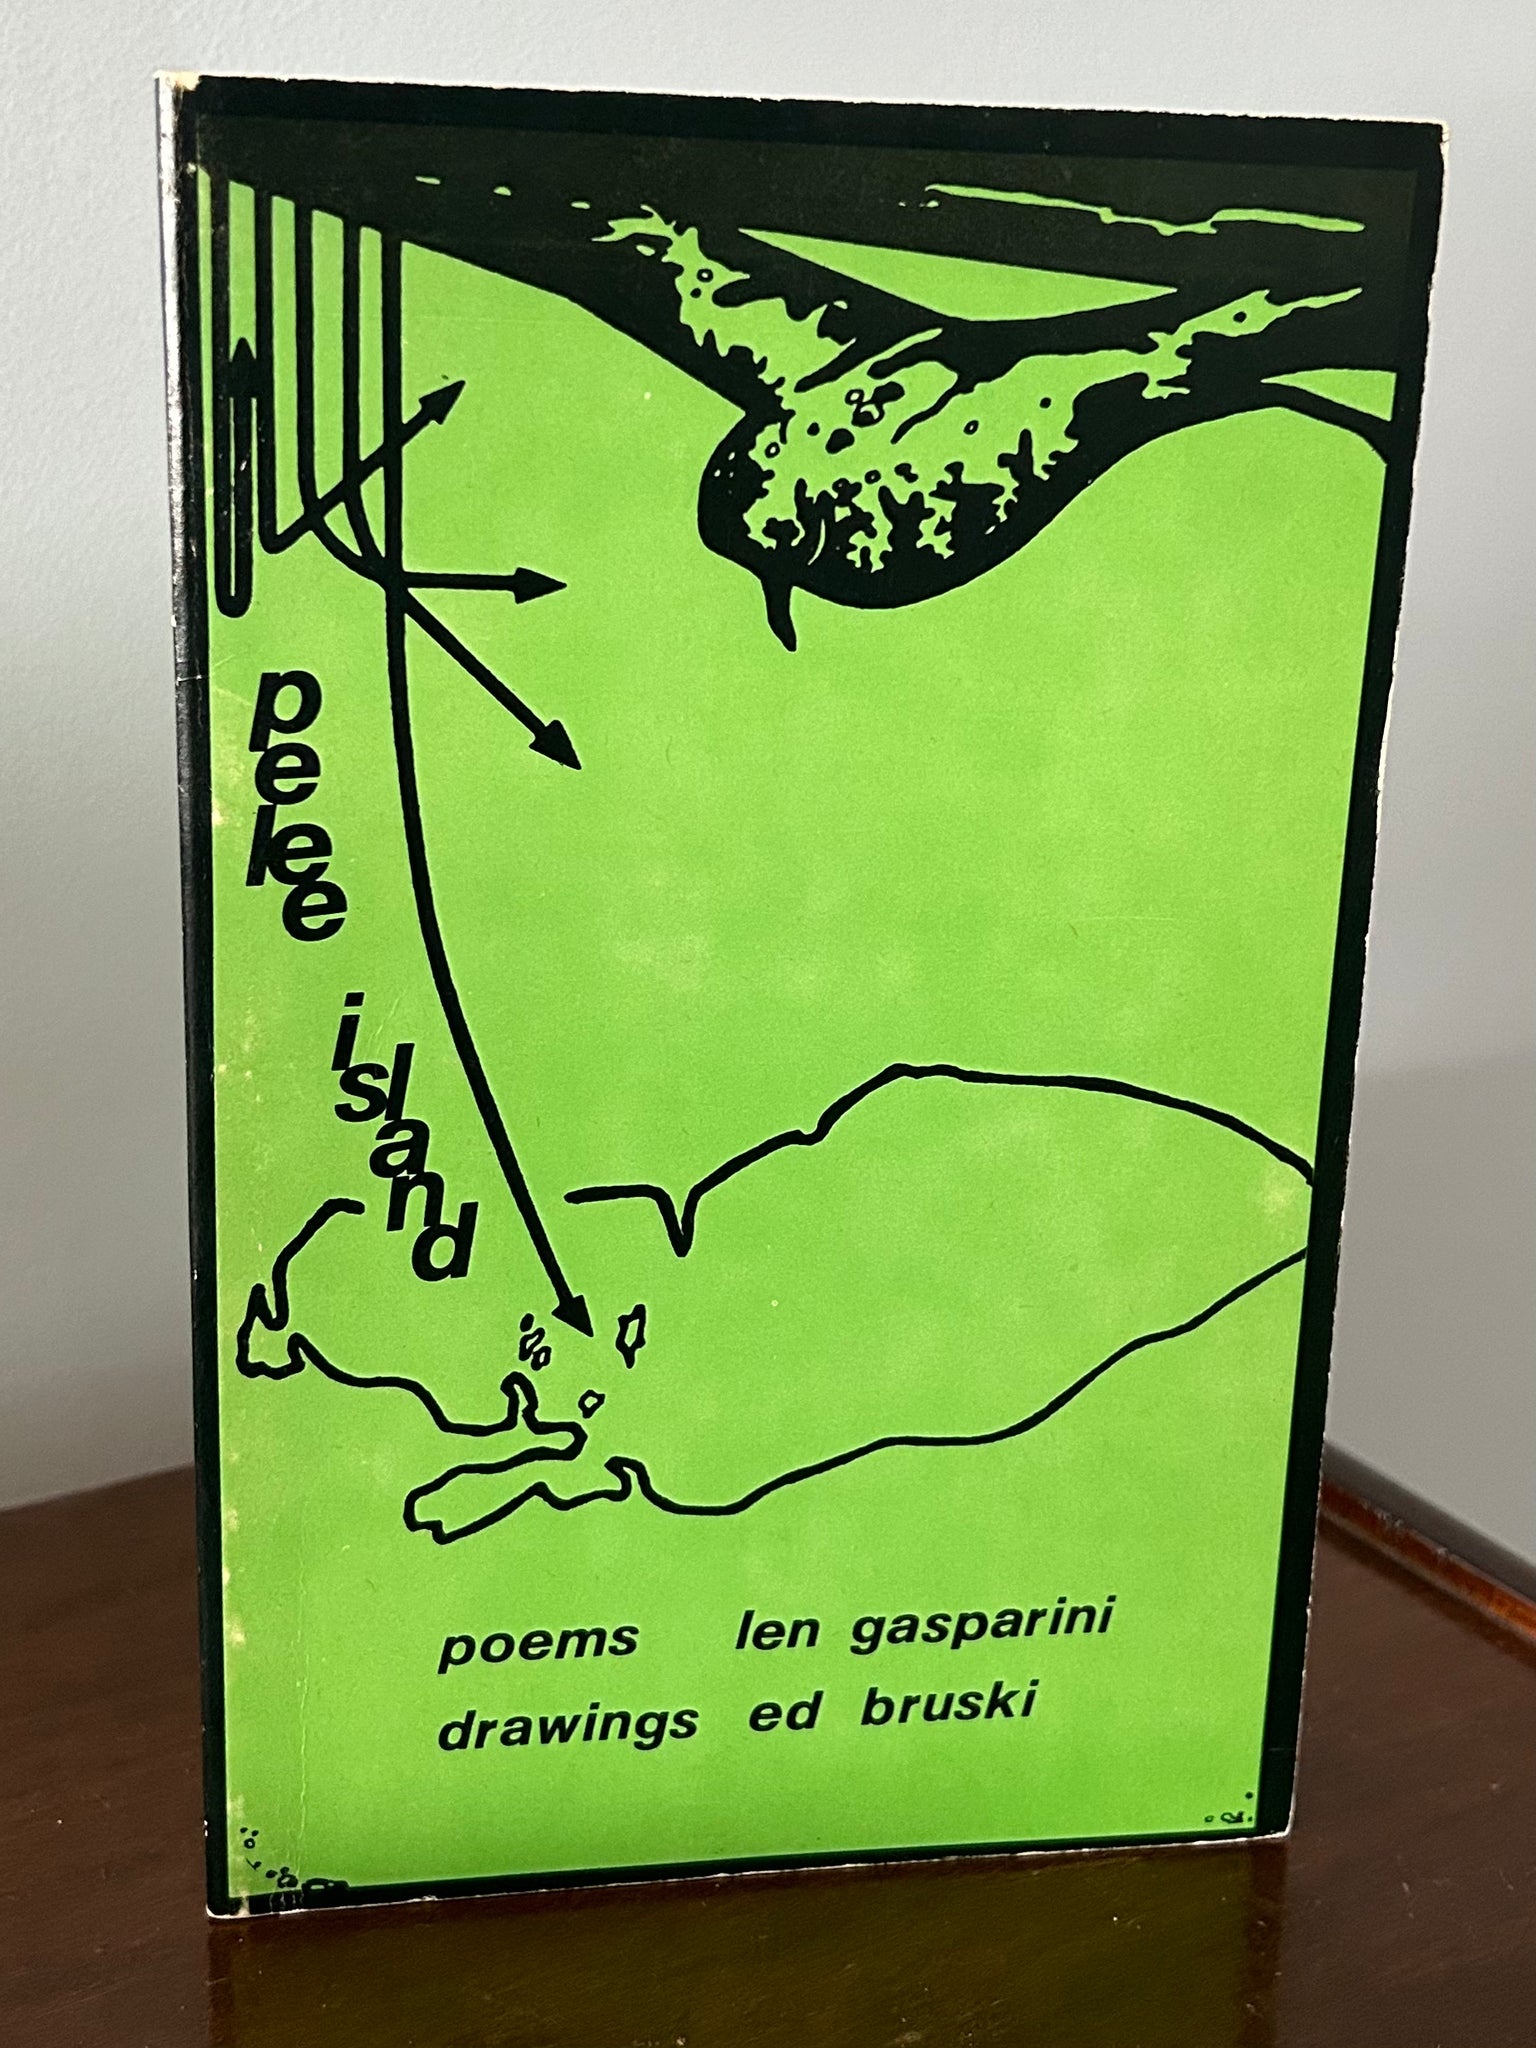 pelee
island
poems len gasparini
drawings ed bruski